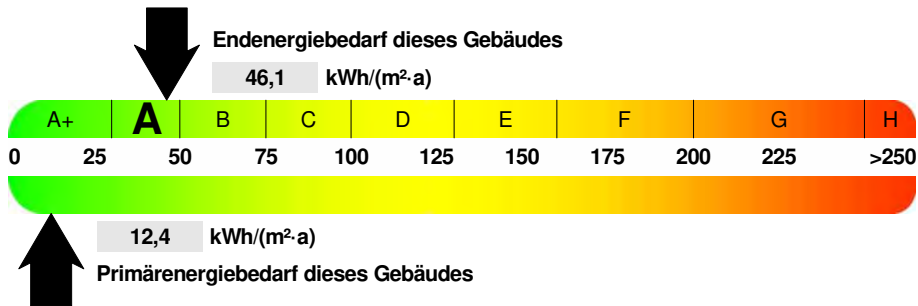 Endenergiebedarf dieses Gebäudes
46,1 kWh/(m²·a)
A+ A B C D E F G H
0 25 50 75 100 125 150 175 200 225 >250
12,4 kWh/(m²·a)
Primärenergiebedarf dieses Gebäudes